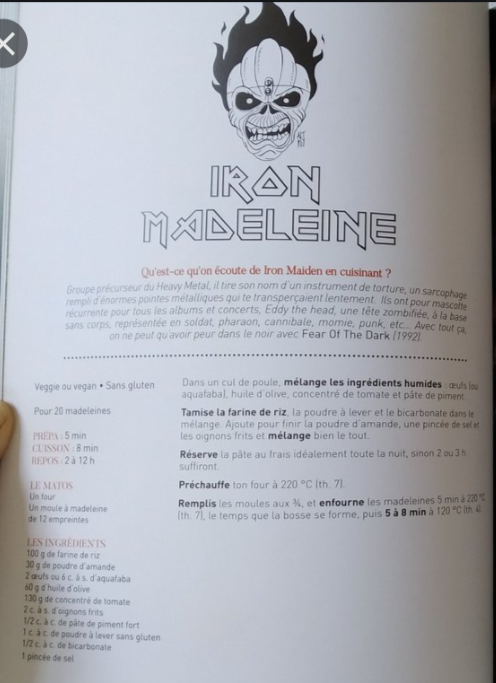 IRON
MADELEINE
Qu'est-ce qu'on écoute de Iron Maiden en cuisinant ?
Groupe précurseur du Heavy Metal, il tire son nom d'un instrument de torture, un sarcophage
rempli d'énormes pointes métalliques qui te transperçaient lentement. Ils ont pour mascotte
récurrente pour tous les albums et concerts, Eddy the head, une tête zombifiée, à la base
sans corps, représentée en soldat, pharaon, cannibale, momie, punk, etc... Avec tout ça,
on ne peut qu'avoir peur dans le noir avec Fear Of The Dark (1992).
Veggie ou vegan • Sans gluten
Pour 20 madeleines
PRÉPA : 5 min
CUISSON : 8 min
REPOS : 2 à 12 h
LE MATOS
Un four
Un moule à madeleine
de 12 empreintes
LES INGRÉDIENTS
100 g de farine de riz
30 g de poudre d'amande
2 œufs ou 6 c. à s. d'aquafaba
60 g d'huile d'olive
130 g de concentré de tomate
2 c. à s. d'oignons frits
1/2 c. à c. de pâte de piment fort
1 c. à c. de poudre à lever sans gluten
1/2 c. à c. de bicarbonate
1 pincée de sel
Dans un cul de poule, mélange les ingrédients humides : œufs (ou
aquafaba), huile d'olive, concentré de tomate et pâte de piment.
Tamise la farine de riz, la poudre à lever et le bicarbonate dans le
mélange. Ajoute pour finir la poudre d'amande, une pincée de sel et
les oignons frits et mélange bien le tout.
Réserve la pâte au frais idéalement toute la nuit, sinon 2 ou 3 h
suffiront.
Préchauffe ton four à 220 °C (th. 7).
Remplis les moules aux ¾, et enfourne les madeleines 5 min à 220 °C
(th. 7), le temps que la bosse se forme, puis 5 à 8 min à 120 °C (th. 4).